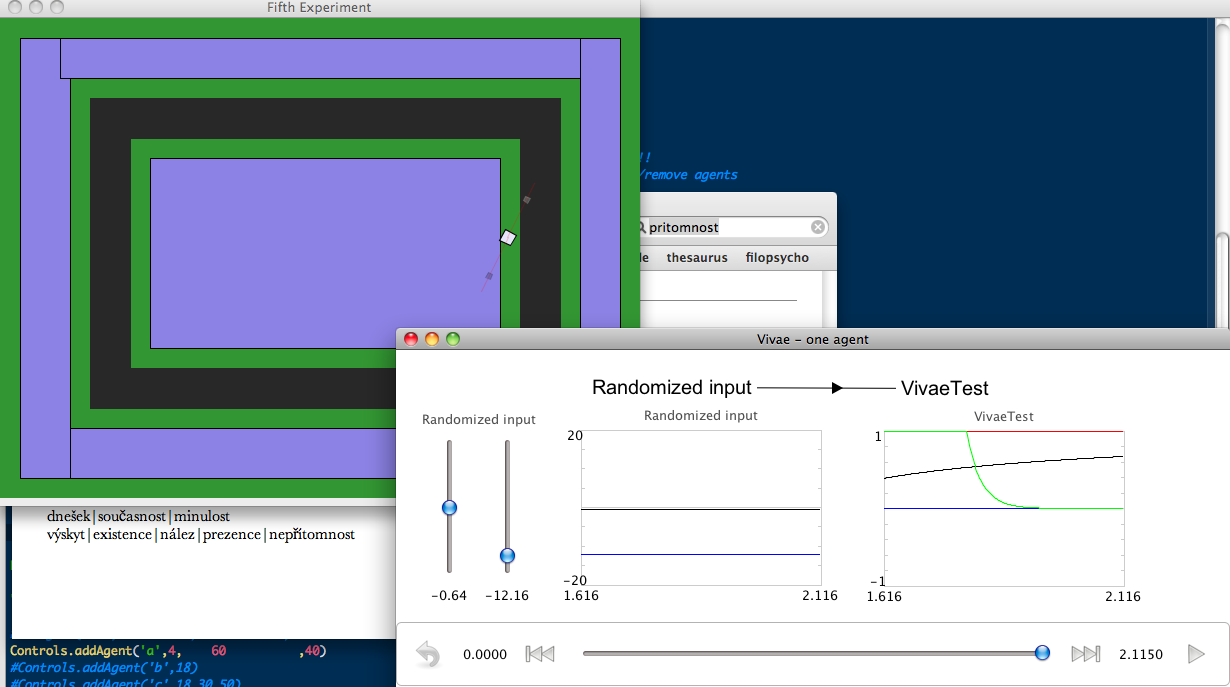 Fifth Experiment
!!
/remove agents
pritomnost
thesaurus filopsycho
Vivae - one agent
Randomized input VivaeTest
Randomized input
Randomized input
VivaeTest
20
-20
1.616 2.116
1
-1
1.616 2.116
-0.64 -12.16
0.0000 2.1150
dnešek|současnost|minulost
výskyt|existence|nález|prezence|nepřítomnost
Controls.addAgent('a',4, 60 ,40)
#Controls.addAgent('b',18)
#Controls.addAgent('c',18,30,50)